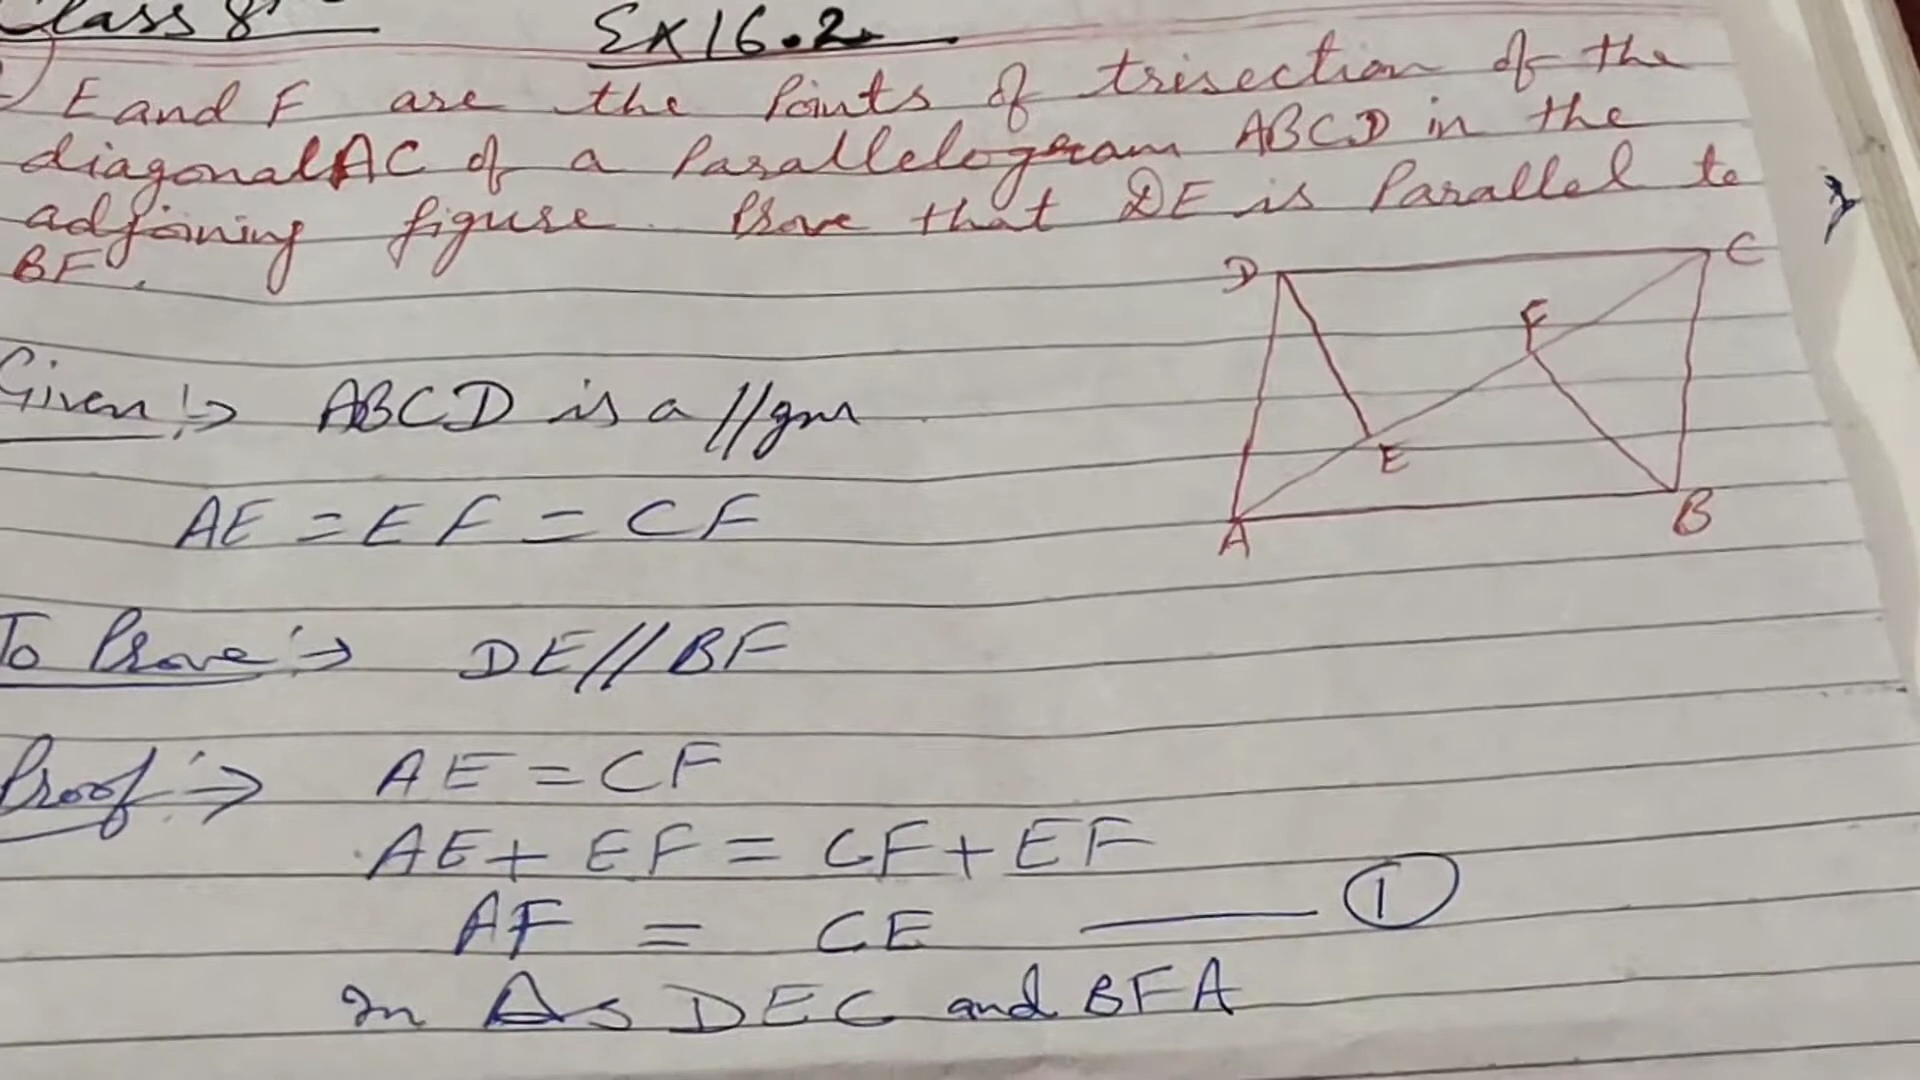 Class 8th
Ex 16.2
E and F are the Points of trisection of the
diagonal AC of a Parallelogram ABCD in the
adjoining figure. Prove that DE is Parallel to
BF.
D C
F
E
A B
Given :→ ABCD is a //gm
AE = EF = CF
To Prove :→ DE // BF
Proof :→ AE = CF
AE + EF = CF + EF
AF = CE —— ①
In Δs DEC and BFA